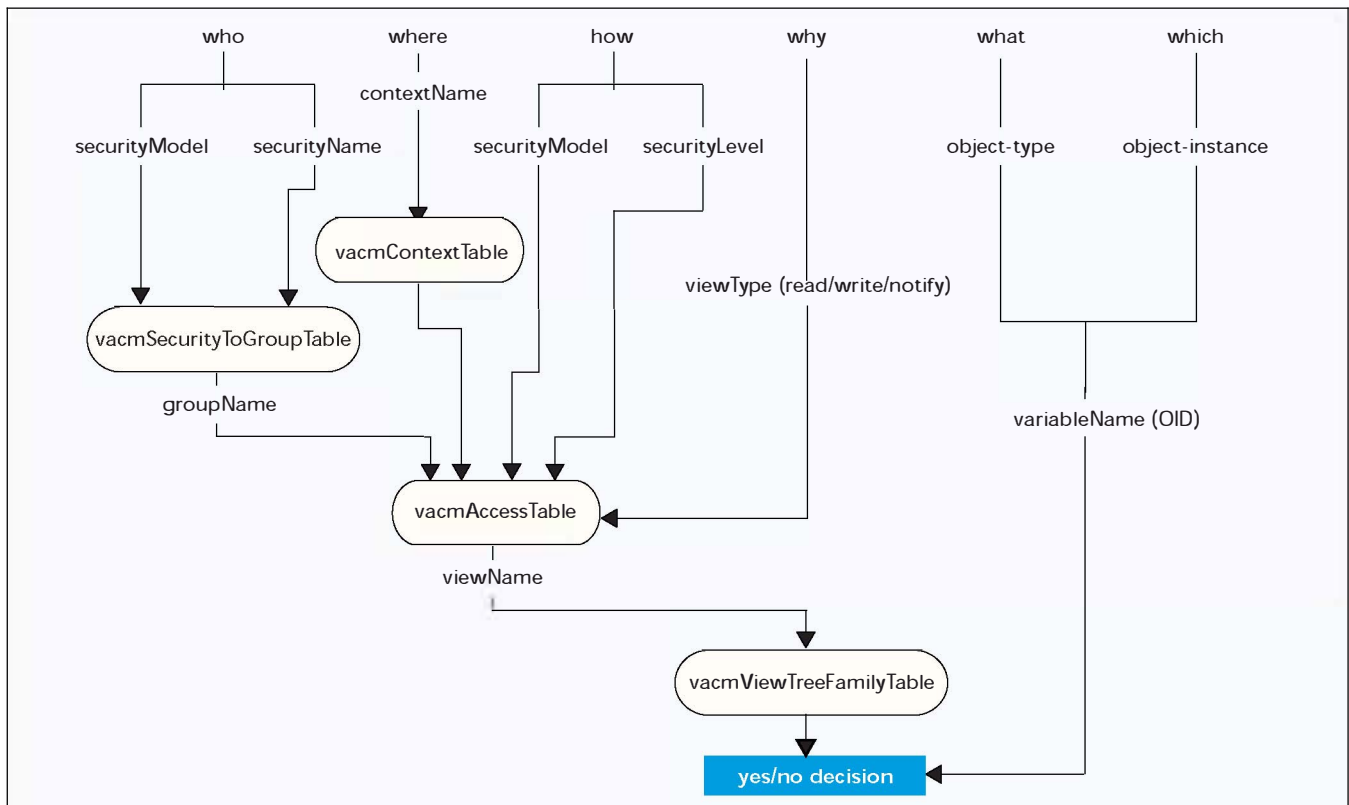 who where how why what which
contextName
securityModel securityName securityModel securityLevel object-type object-instance
vacmContextTable
viewType (read/write/notify)
vacmSecurityToGroupTable
groupName
variableName (OID)
vacmAccessTable
viewName
vacmViewTreeFamilyTable
yes/no decision